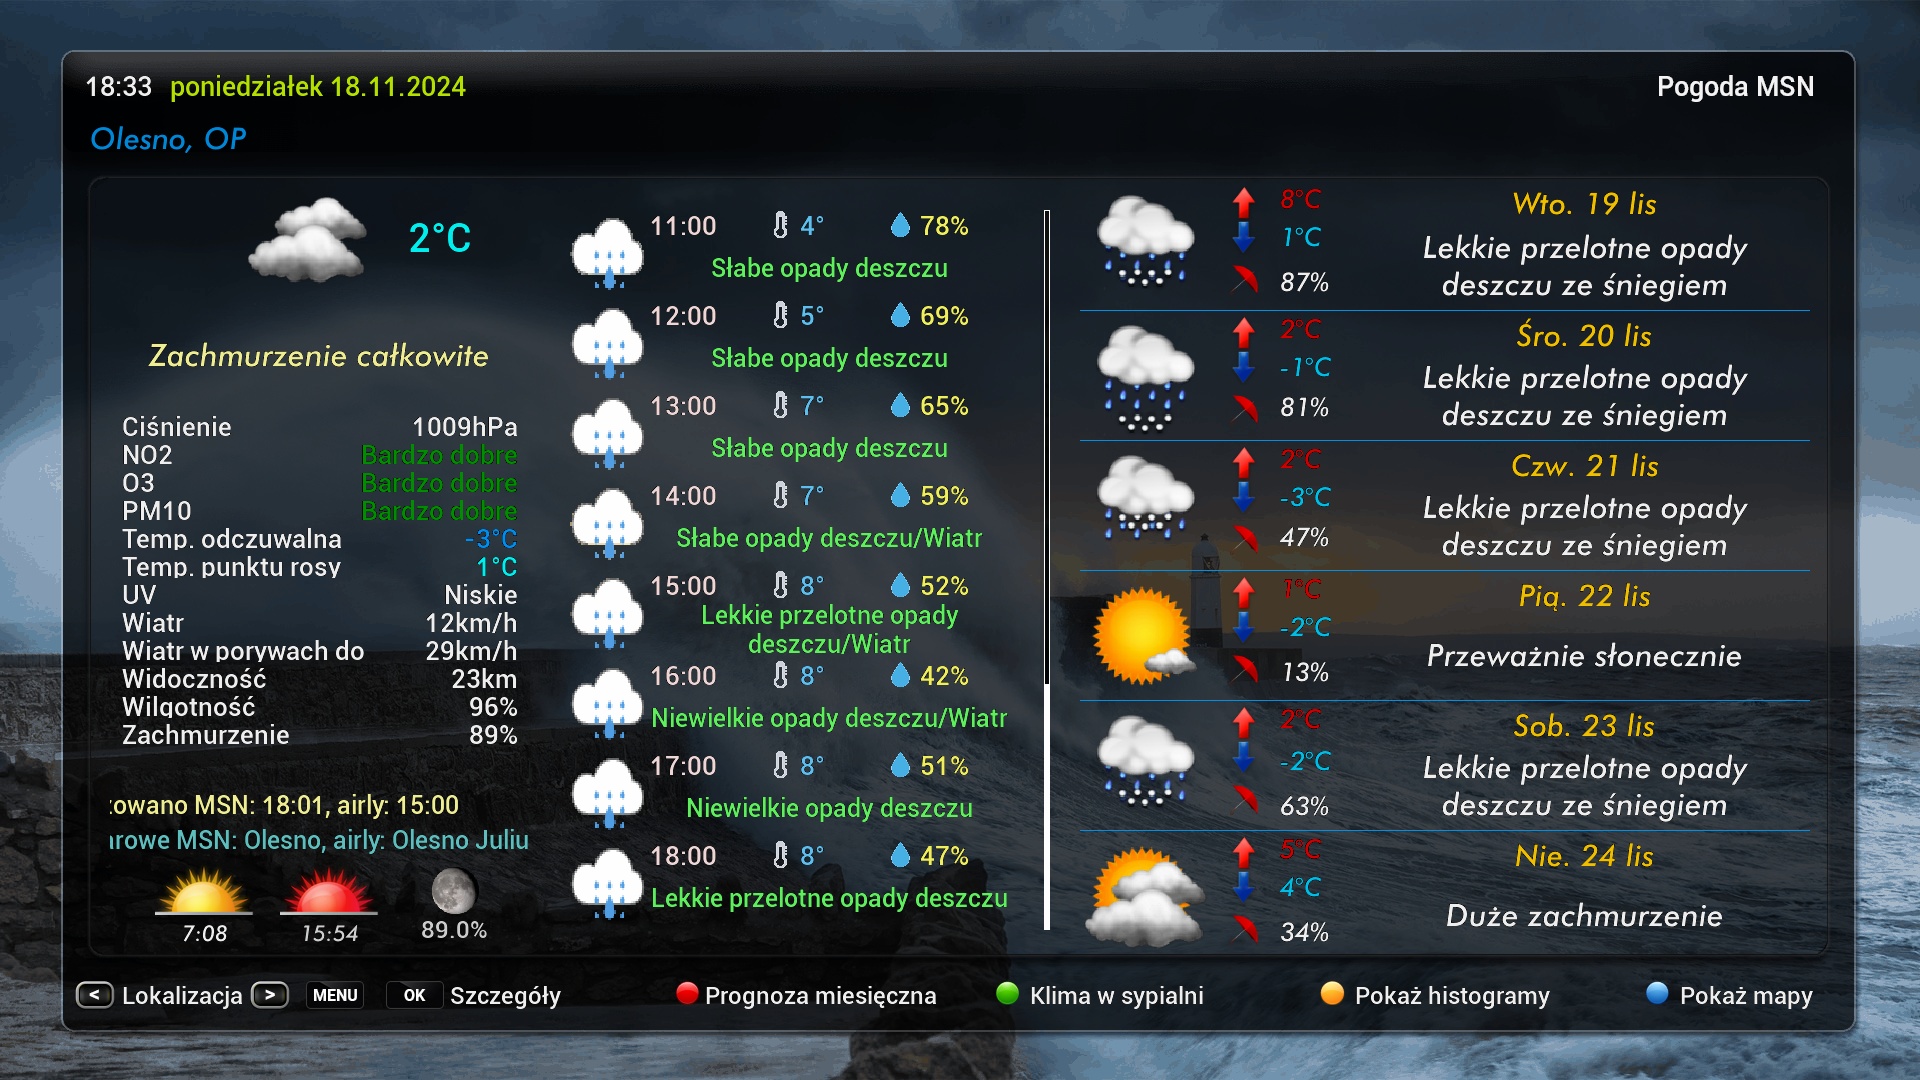 18:33 poniedziałek 18.11.2024
Pogoda MSN
Olesno, OP
2°C
Zachmurzenie całkowite
Ciśnienie 1009hPa
NO2 Bardzo dobre
O3 Bardzo dobre
PM10 Bardzo dobre
Temp. odczuwalna -3°C
Temp. punktu rosy 1°C
UV Niskie
Wiatr 12km/h
Wiatr w porywach do 29km/h
Widoczność 23km
Wilgotność 96%
Zachmurzenie 89%
owano MSN: 18:01, airly: 15:00
rowe MSN: Olesno, airly: Olesno Juliu
7:08 15:54 89.0%
11:00 4° 78%
Słabe opady deszczu
12:00 5° 69%
Słabe opady deszczu
13:00 7° 65%
Słabe opady deszczu
14:00 7° 59%
Słabe opady deszczu/Wiatr
15:00 8° 52%
Lekkie przelotne opady
deszczu/Wiatr
16:00 8° 42%
Niewielkie opady deszczu/Wiatr
17:00 8° 51%
Niewielkie opady deszczu
18:00 8° 47%
Lekkie przelotne opady deszczu
8°C
1°C
87%
Wto. 19 lis
Lekkie przelotne opady
deszczu ze śniegiem
2°C
-1°C
81%
Śro. 20 lis
Lekkie przelotne opady
deszczu ze śniegiem
2°C
-3°C
47%
Czw. 21 lis
Lekkie przelotne opady
deszczu ze śniegiem
1°C
-2°C
13%
Pią. 22 lis
Przeważnie słonecznie
2°C
-2°C
63%
Sob. 23 lis
Lekkie przelotne opady
deszczu ze śniegiem
5°C
4°C
34%
Nie. 24 lis
Duże zachmurzenie
< Lokalizacja > MENU OK Szczegóły Prognoza miesięczna Klima w sypialni Pokaż histogramy Pokaż mapy